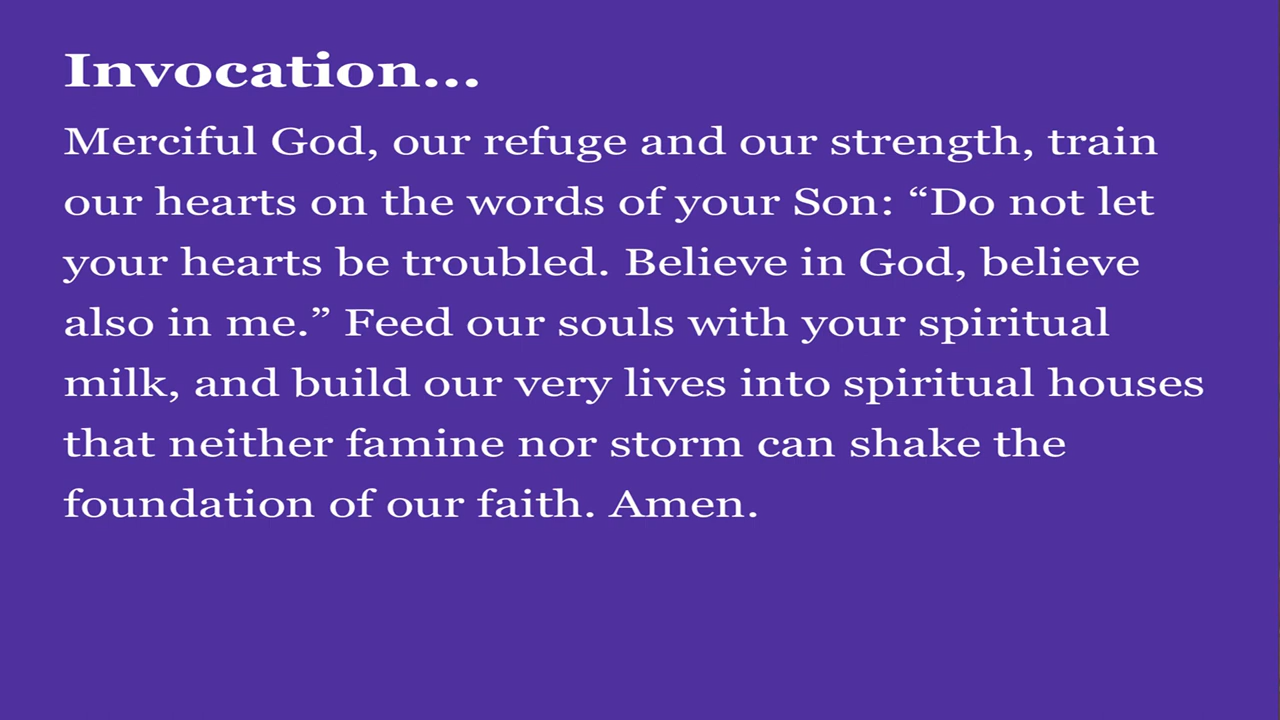 Invocation...
Merciful God, our refuge and our strength, train
our hearts on the words of your Son: “Do not let
your hearts be troubled. Believe in God, believe
also in me.” Feed our souls with your spiritual
milk, and build our very lives into spiritual houses
that neither famine nor storm can shake the
foundation of our faith. Amen.